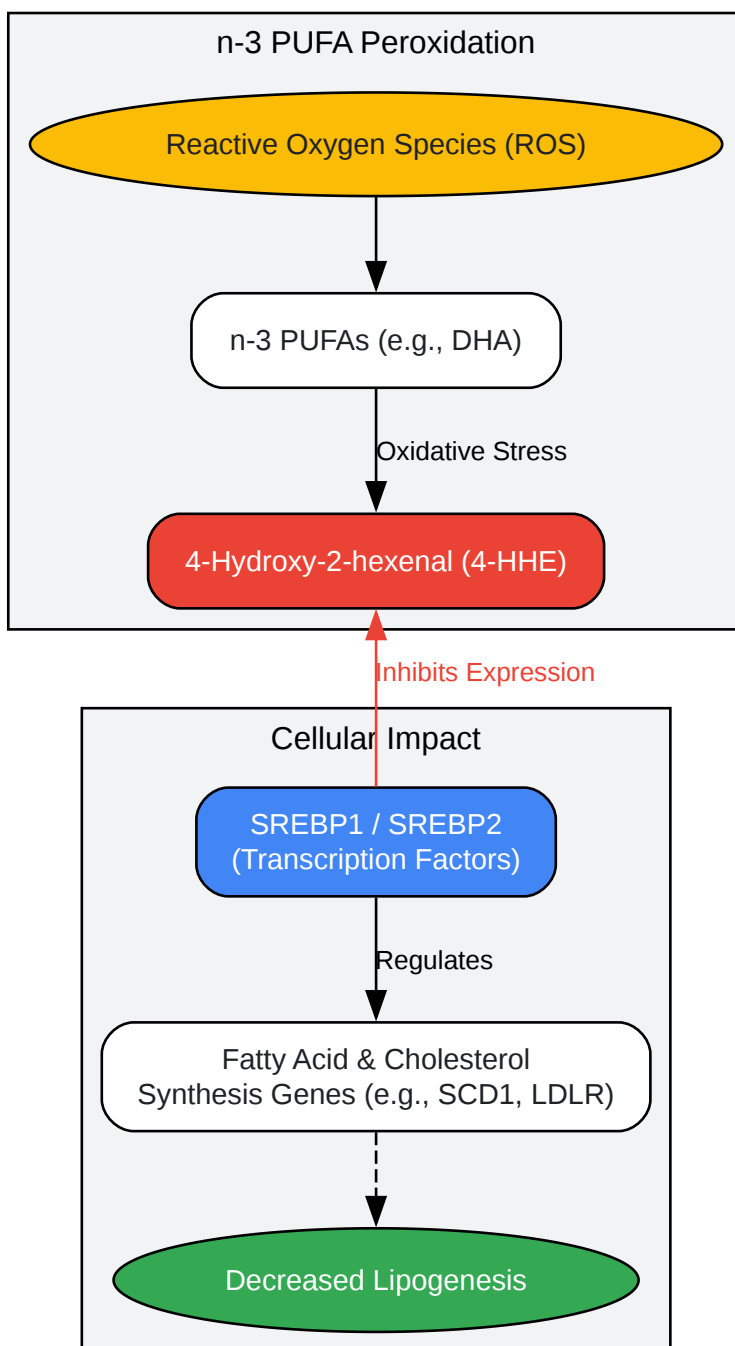 n-3 PUFA Peroxidation
Reactive Oxygen Species (ROS)
n-3 PUFAs (e.g., DHA)
Oxidative Stress
4-Hydroxy-2-hexenal (4-HHE)
Inhibits Expression
Cellular Impact
SREBP1 / SREBP2
(Transcription Factors)
Regulates
Fatty Acid & Cholesterol
Synthesis Genes (e.g., SCD1, LDLR)
Decreased Lipogenesis